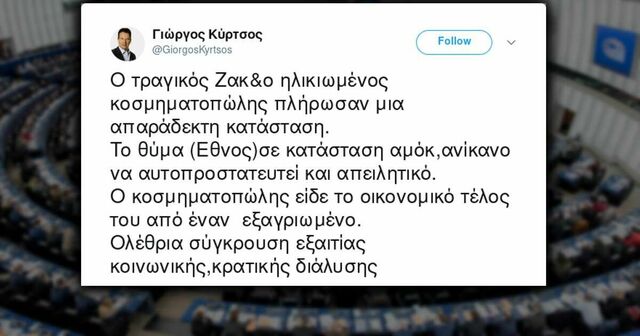 Γιώργος Κύρτσος
@GiorgosKyrtsos
Follow
Ο τραγικός Ζακ&ο ηλικιωμένος
κοσμηματοπώλης πλήρωσαν μια
απαράδεκτη κατάσταση.
Το θύμα (Εθνος)σε κατάσταση αμόκ,ανίκανο
να αυτοπροστατευτεί και απειλητικό.
Ο κοσμηματοπώλης είδε το οικονομικό τέλος
του από έναν εξαγριωμένο.
Ολέθρια σύγκρουση εξαιτίας
κοινωνικής,κρατικής διάλυσης